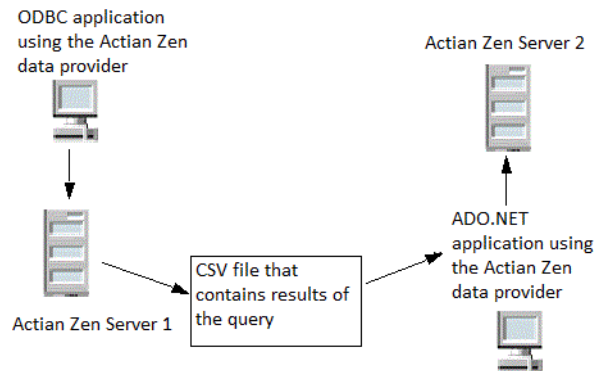 ODBC application
using the Actian Zen
data provider
Actian Zen Server 2
Actian Zen Server 1
CSV file that
contains results of
the query
ADO.NET
application using
the Actian Zen
data provider